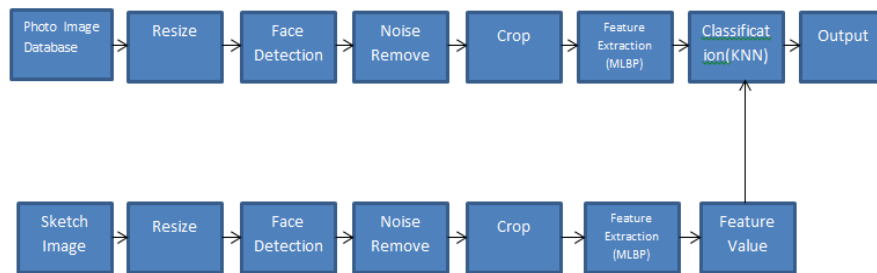 Photo Image
Database
Resize
Face
Detection
Noise
Remove
Crop
Feature
Extraction
(MLBP)
Classificat
ion(KNN)
Output
Sketch
Image
Resize
Face
Detection
Noise
Remove
Crop
Feature
Extraction
(MLBP)
Feature
Value